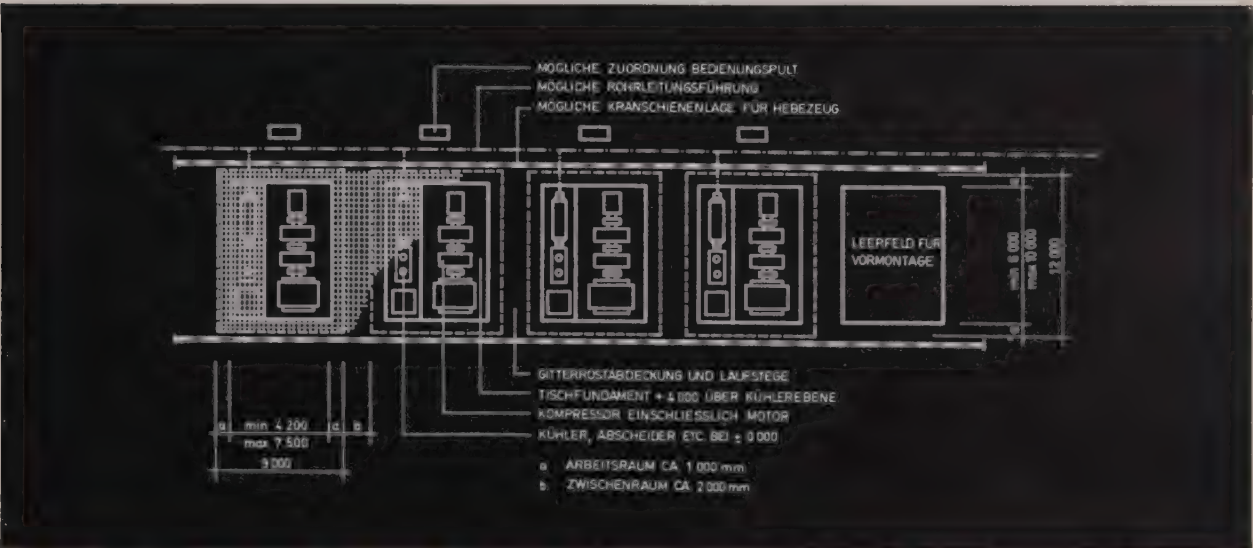 MÖGLICHE ZUORDNUNG BEDIENUNGSPULT
MÖGLICHE ROHRLEITUNGSFÜHRUNG
MÖGLICHE KRANSCHIENENLAGE FÜR HEBEZEUG
LEERFELD FÜR
VORMONTAGE
a
min 6 000
max 10 000
12 000
a
GITTERROSTABDECKUNG UND LAUFSTEGE
TISCHFUNDAMENT + 4 000 ÜBER KÜHLEREBENE
KOMPRESSOR EINSCHLIESSLICH MOTOR
KÜHLER, ABSCHEIDER ETC. BEI ± 0 000
a min 4 200 a b
max 7 500
9 000
a ARBEITSRAUM CA. 1 000 mm
b ZWISCHENRAUM CA. 2 000 mm